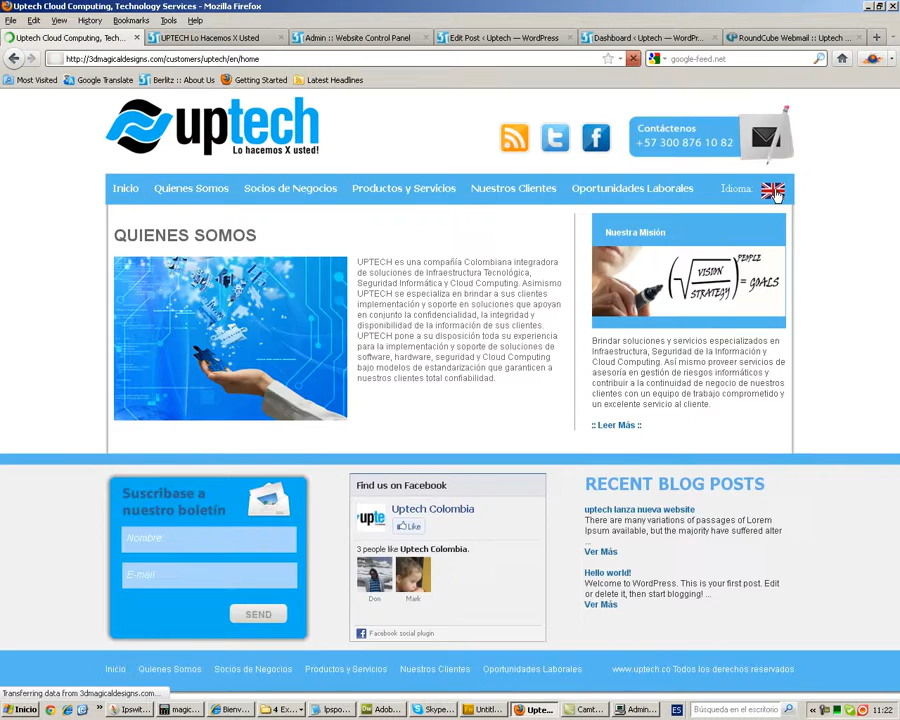 Uptech Cloud Computing, Technology Services - Mozilla Firefox
File Edit View History Bookmarks Tools Help
Uptech Cloud Computing, Tech... UPTECH Lo Hacemos X Usted Admin :: Website Control Panel Edit Post ‹ Uptech — WordPress Dashboard ‹ Uptech — WordPr... RoundCube Webmail :: Uptech ...
http://3dmagicaldesigns.com/customers/uptech/en/home google-feed.net
Most Visited Google Translate Berlitz :: About Us Getting Started Latest Headlines
uptech
Lo hacemos X usted!
Contáctenos
+57 300 876 10 82
Inicio Quienes Somos Socios de Negocios Productos y Servicios Nuestros Clientes Oportunidades Laborales Idioma:
QUIENES SOMOS
UPTECH es una compañía Colombiana integradora
de soluciones de Infraestructura Tecnológica,
Seguridad Informática y Cloud Computing. Asimismo
UPTECH se especializa en brindar a sus clientes
implementación y soporte en soluciones que apoyan
en conjunto la confidencialidad, la integridad y
disponibilidad de la información de sus clientes.
UPTECH pone a su disposición toda su experiencia
para la implementación y soporte de soluciones de
software, hardware, seguridad y Cloud Computing
bajo modelos de estandarización que garanticen a
nuestros clientes total confiabilidad.
Nuestra Misión
VISION
STRATEGY
PEOPLE
= GOALS
Brindar soluciones y servicios especializados en
Infraestructura, Seguridad de la Información y
Cloud Computing. Así mismo proveer servicios de
asesoría en gestión de riesgos informáticos y
contribuir a la continuidad de negocio de nuestros
clientes con un equipo de trabajo comprometido y
un excelente servicio al cliente.
:: Leer Más ::
Suscribase a
nuestro boletín
Nombre:
E-mail
SEND
Find us on Facebook
Uptech Colombia
Like
3 people like Uptech Colombia.
Don Mark
Facebook social plugin
RECENT BLOG POSTS
uptech lanza nueva website
There are many variations of passages of Lorem
Ipsum available, but the majority have suffered alter
...
Ver Más
Hello world!
Welcome to WordPress. This is your first post. Edit
or delete it, then start blogging! ...
Ver Más
Inicio Quienes Somos Socios de Negocios Productos y Servicios Nuestros Clientes Oportunidades Laborales www.uptech.co Todos los derechos reservados
Transferring data from 3dmagicaldesigns.com...
Inicio Ipswit... magic... Bienv... 4 Ex... Ipspo... Adob... Skype... Untitl... Upte... Camt... Admin... ES Búsqueda en el escritorio 11:22